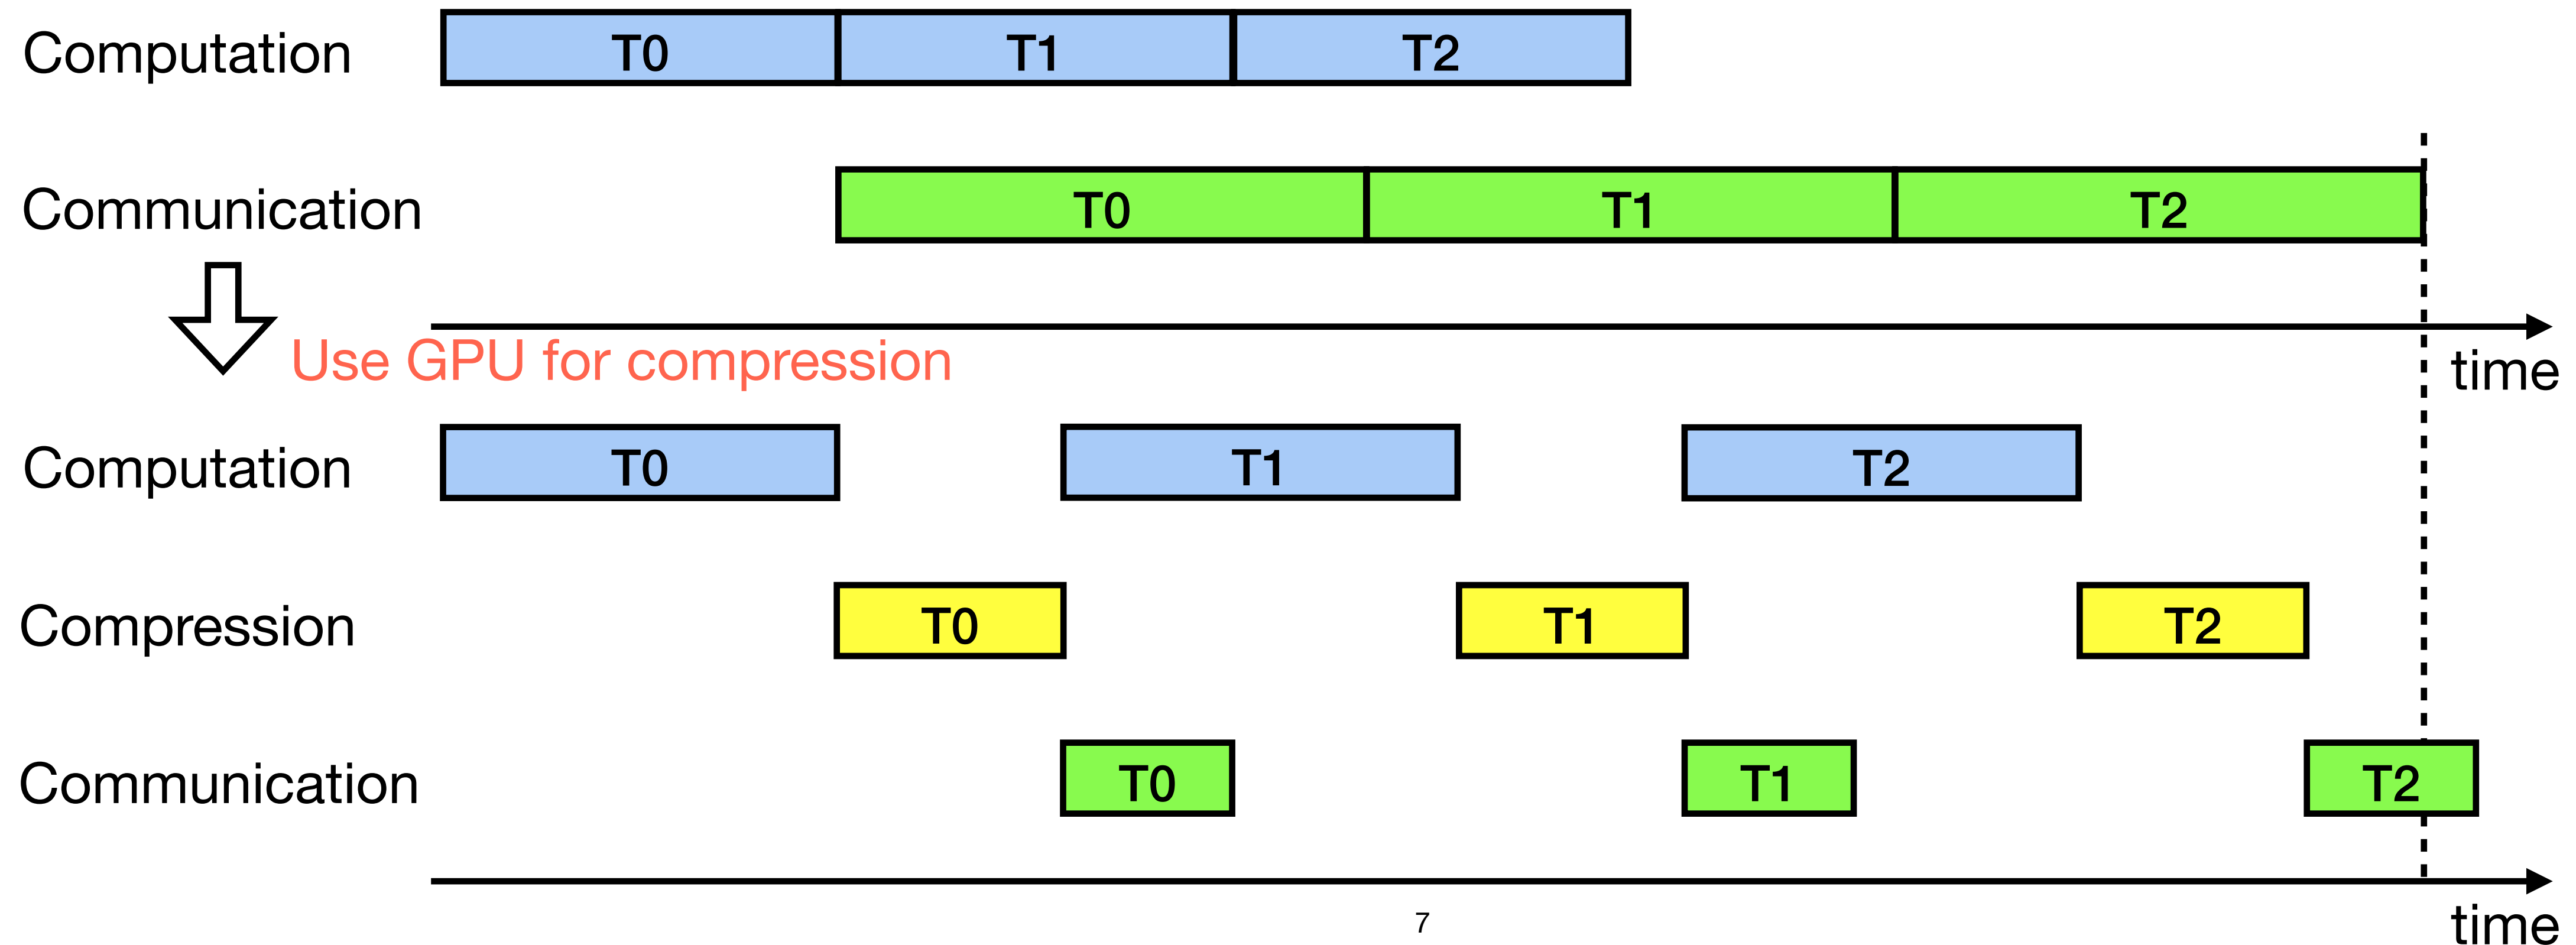 Computation T0 T1 T2
Communication T0 T1 T2
time
Use GPU for compression
Computation T0 T1 T2
Compression T0 T1 T2
Communication T0 T1 T2
time
7